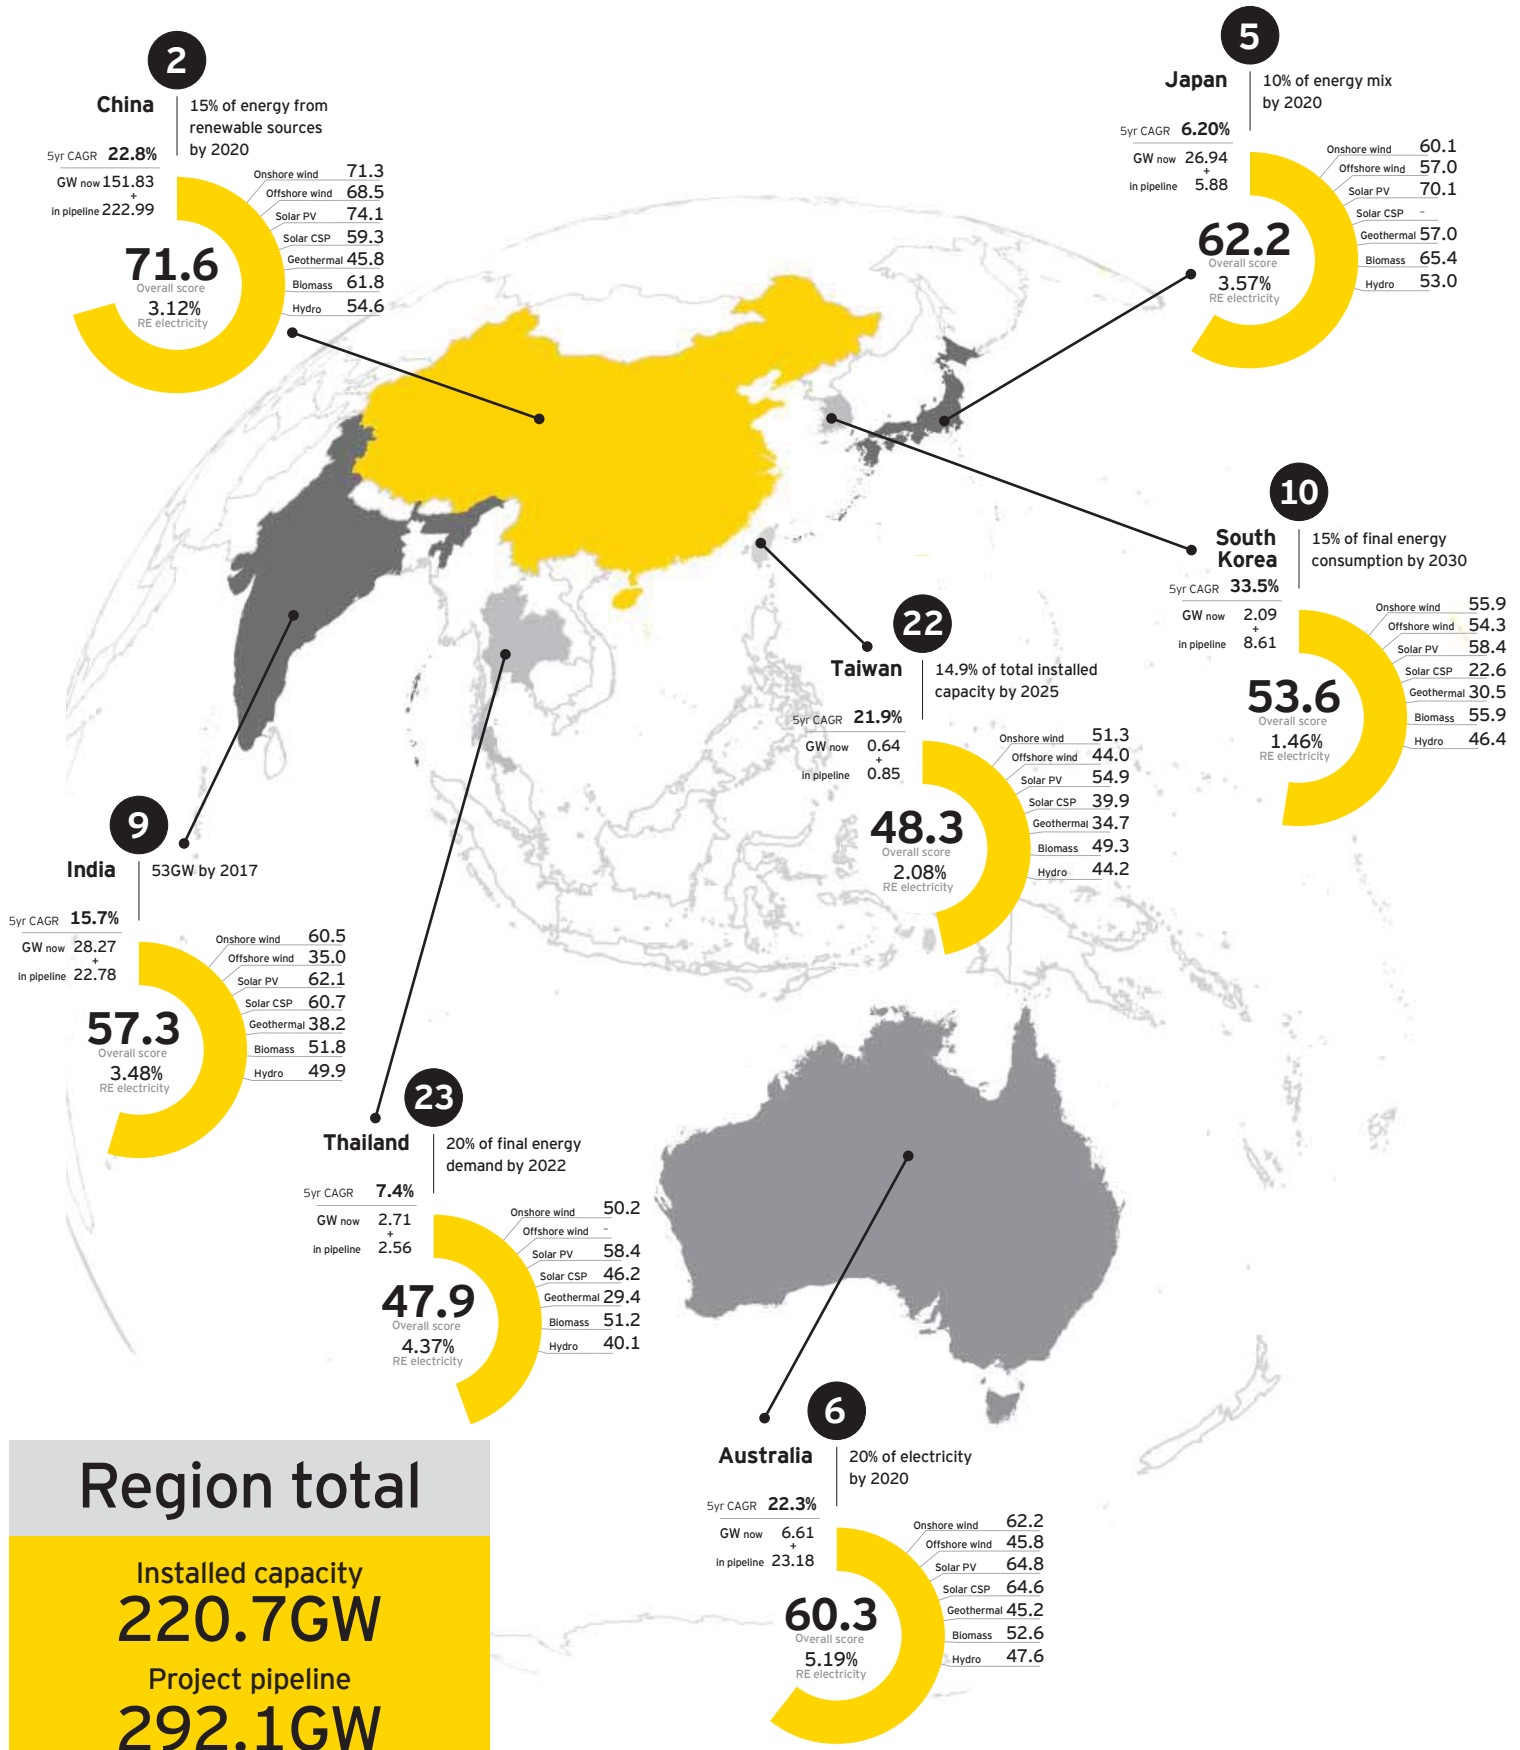 2
China
15% of energy from
renewable sources
by 2020
5yr CAGR 22.8%
GW now 151.83
+
in pipeline 222.99
Onshore wind 71.3
Offshore wind 68.5
Solar PV 74.1
Solar CSP 59.3
Geothermal 45.8
Biomass 61.8
Hydro 54.6
71.6
Overall score
3.12%
RE electricity
5
Japan
10% of energy mix
by 2020
5yr CAGR 6.20%
GW now 26.94
+
in pipeline 5.88
Onshore wind 60.1
Offshore wind 57.0
Solar PV 70.1
Solar CSP -
Geothermal 57.0
Biomass 65.4
Hydro 53.0
62.2
Overall score
3.57%
RE electricity
10
South
Korea
15% of final energy
consumption by 2030
5yr CAGR 33.5%
GW now 2.09
+
in pipeline 8.61
Onshore wind 55.9
Offshore wind 54.3
Solar PV 58.4
Solar CSP 22.6
Geothermal 30.5
Biomass 55.9
Hydro 46.4
53.6
Overall score
1.46%
RE electricity
22
Taiwan
14.9% of total installed
capacity by 2025
5yr CAGR 21.9%
GW now 0.64
+
in pipeline 0.85
Onshore wind 51.3
Offshore wind 44.0
Solar PV 54.9
Solar CSP 39.9
Geothermal 34.7
Biomass 49.3
Hydro 44.2
48.3
Overall score
2.08%
RE electricity
9
India
53GW by 2017
5yr CAGR 15.7%
GW now 28.27
+
in pipeline 22.78
Onshore wind 60.5
Offshore wind 35.0
Solar PV 62.1
Solar CSP 60.7
Geothermal 38.2
Biomass 51.8
Hydro 49.9
57.3
Overall score
3.48%
RE electricity
23
Thailand
20% of final energy
demand by 2022
5yr CAGR 7.4%
GW now 2.71
+
in pipeline 2.56
Onshore wind 50.2
Offshore wind -
Solar PV 58.4
Solar CSP 46.2
Geothermal 29.4
Biomass 51.2
Hydro 40.1
47.9
Overall score
4.37%
RE electricity
6
Australia
20% of electricity
by 2020
5yr CAGR 22.3%
GW now 6.61
+
in pipeline 23.18
Onshore wind 62.2
Offshore wind 45.8
Solar PV 64.8
Solar CSP 64.6
Geothermal 45.2
Biomass 52.6
Hydro 47.6
60.3
Overall score
5.19%
RE electricity
Region total
Installed capacity
220.7GW
Project pipeline
292.1GW